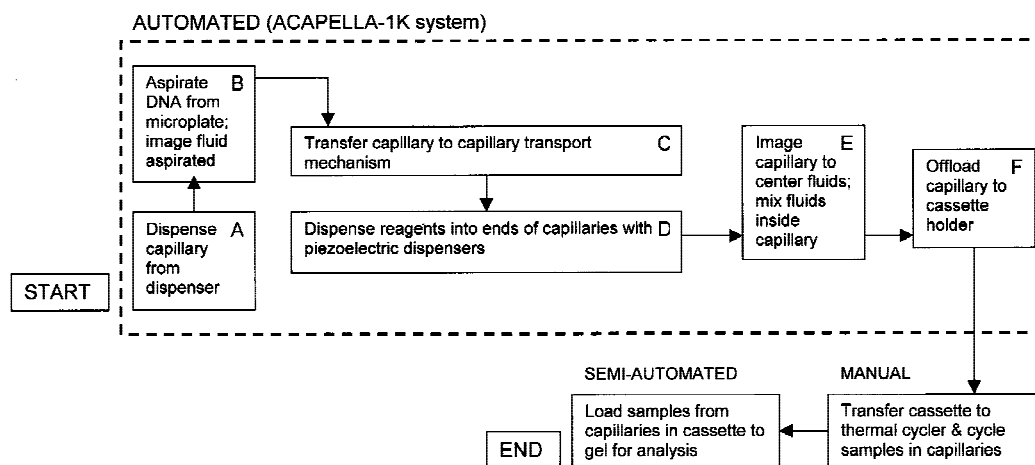 AUTOMATED (ACAPELLA-1K system)
Aspirate B
DNA from
microplate;
image fluid
aspirated
Transfer capillary to capillary transport C
mechanism
Image E
capillary to
center fluids;
mix fluids
inside
capillary
Offload F
capillary to
cassette
holder
Dispense A
capillary
from
dispenser
Dispense reagents into ends of capillaries with D
piezoelectric dispensers
START
SEMI-AUTOMATED
MANUAL
Load samples from
capillaries in cassette to
gel for analysis
Transfer cassette to
thermal cycler & cycle
samples in capillaries
END